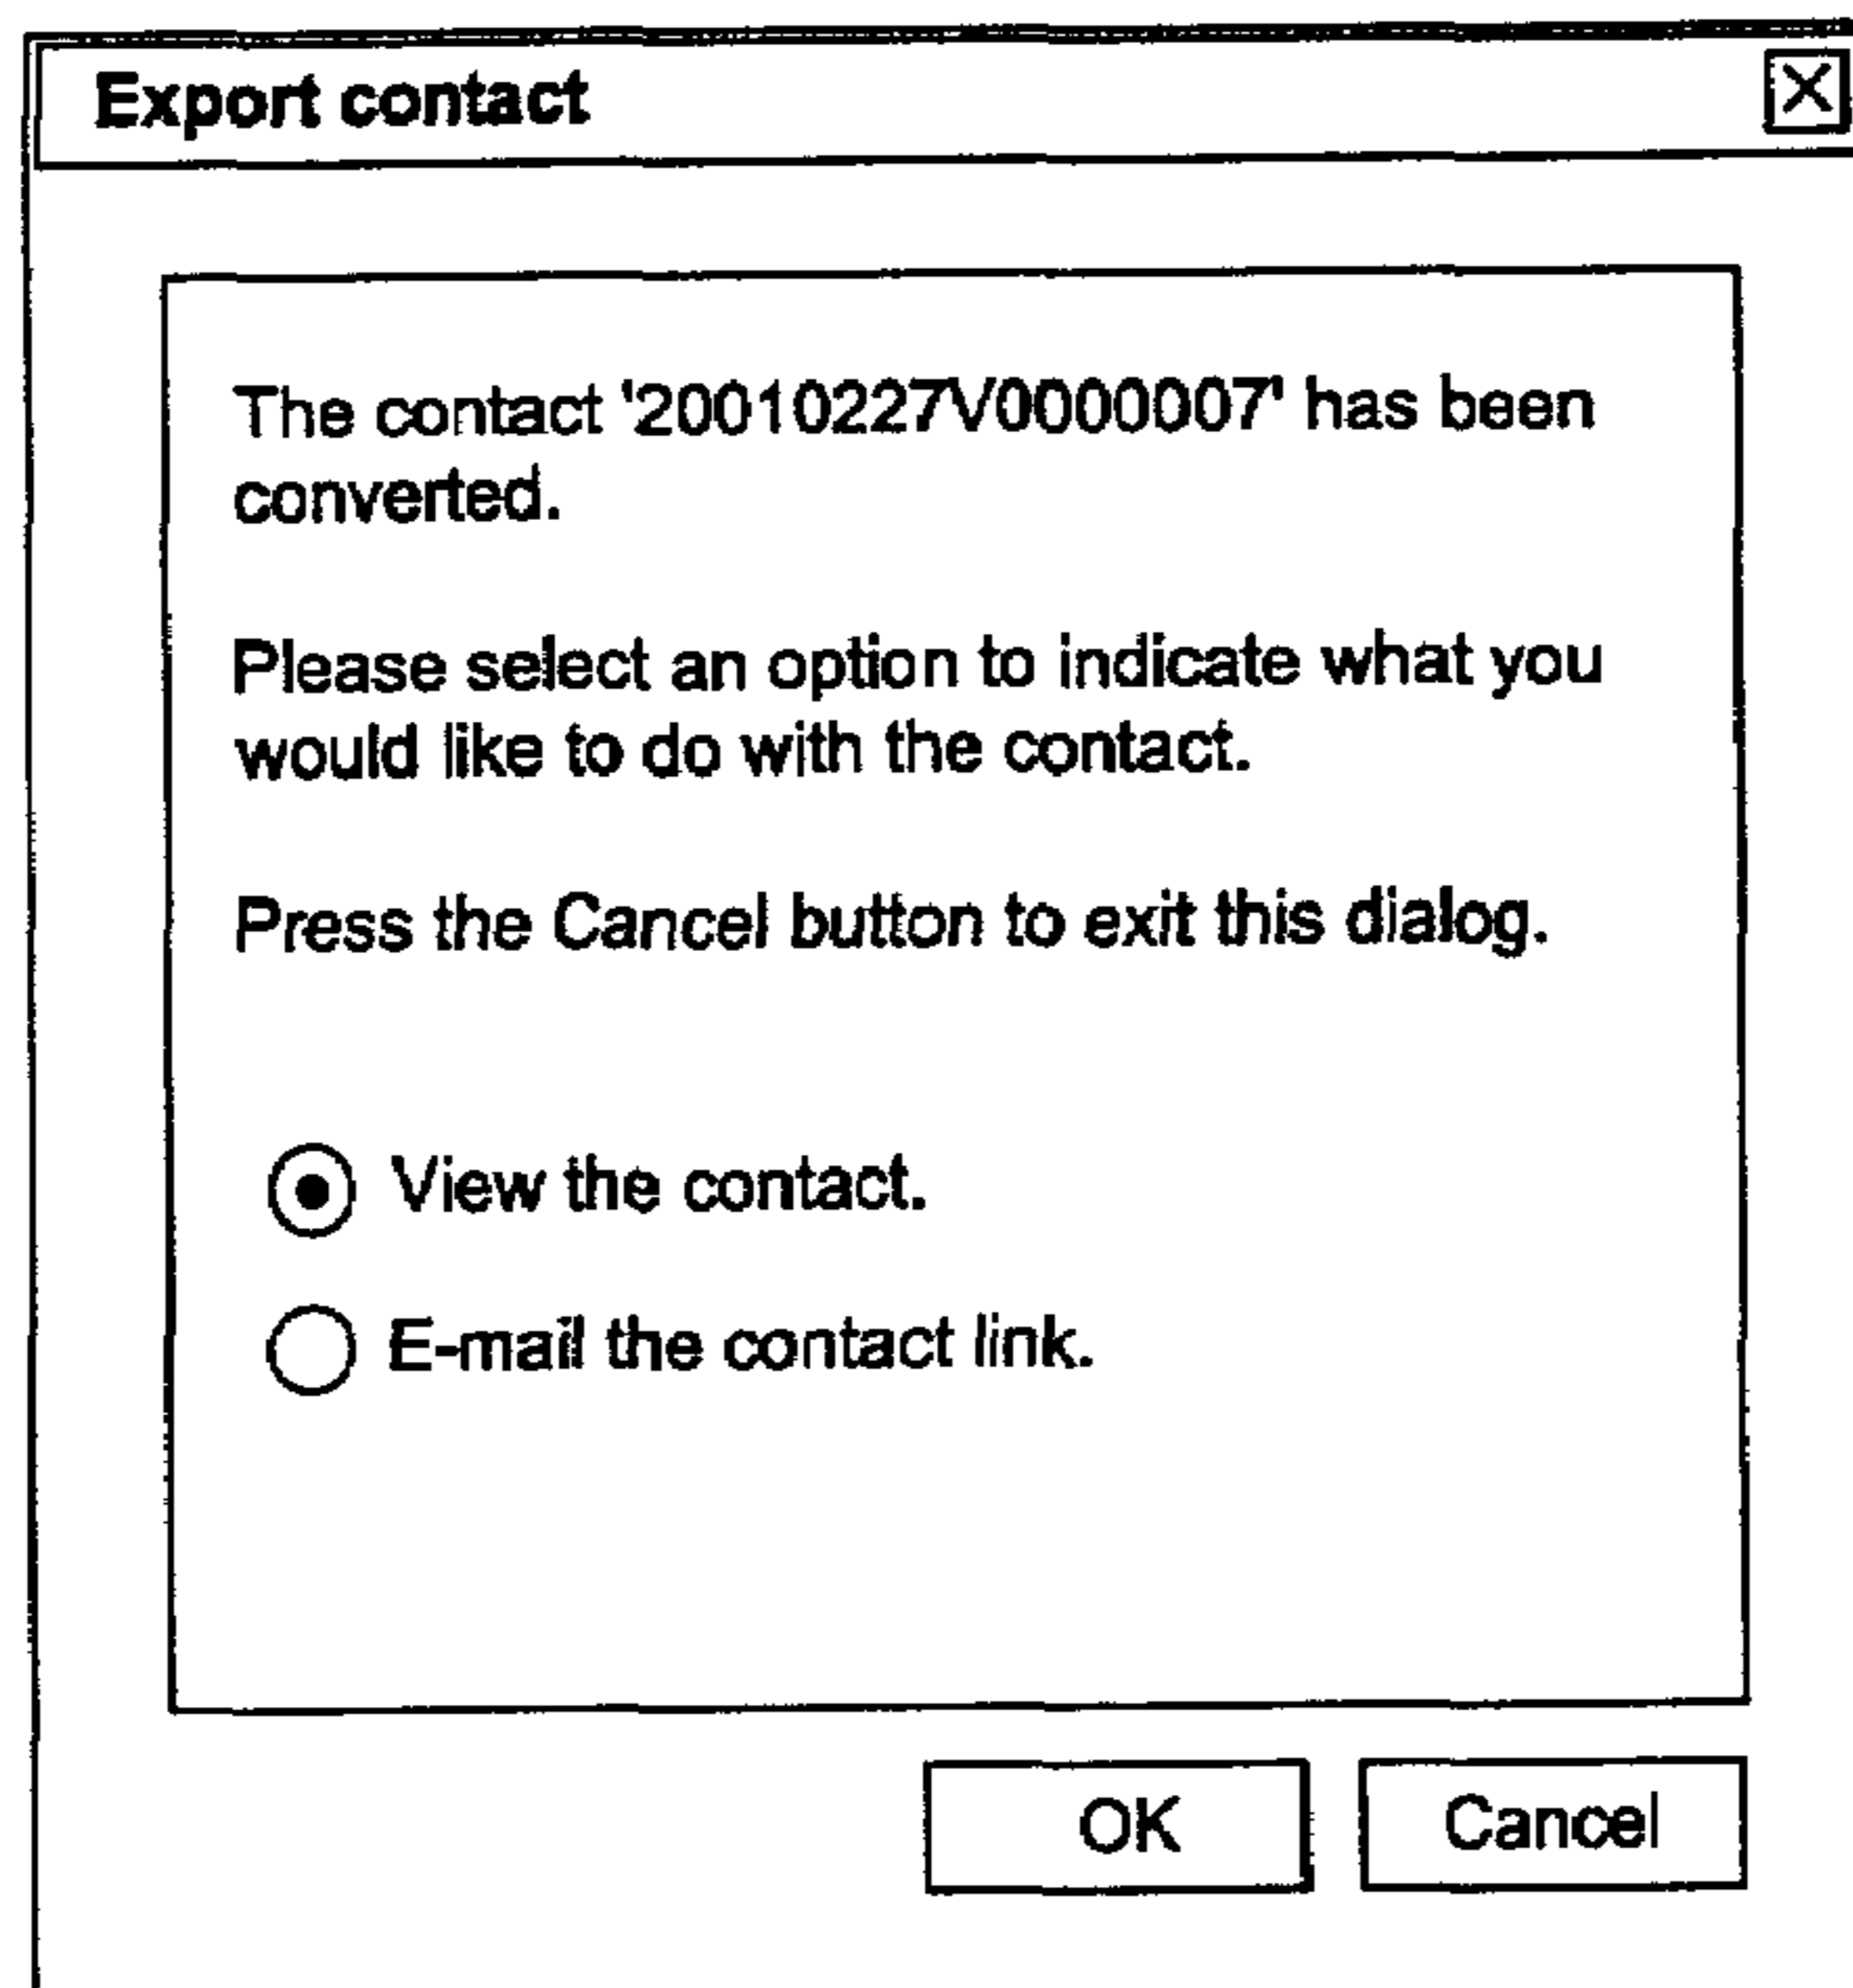 Export contact
The contact '20010227V0000007' has been
converted.
Please select an option to indicate what you
would like to do with the contact.
Press the Cancel button to exit this dialog.
View the contact.
E-mail the contact link.
OK Cancel